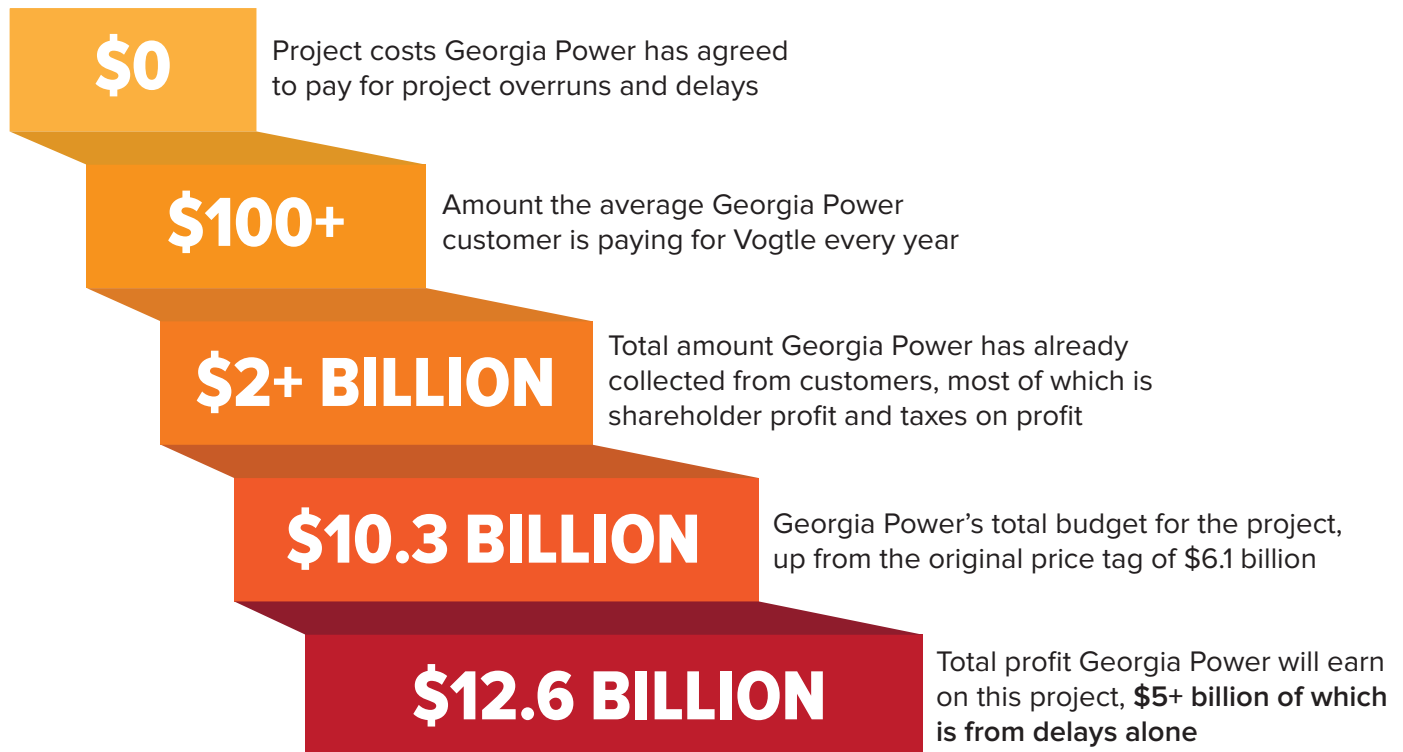 $0
Project costs Georgia Power has agreed
to pay for project overruns and delays
$100+
Amount the average Georgia Power
customer is paying for Vogtle every year
$2+ BILLION
Total amount Georgia Power has already
collected from customers, most of which is
shareholder profit and taxes on profit
$10.3 BILLION
Georgia Power’s total budget for the project,
up from the original price tag of $6.1 billion
$12.6 BILLION
Total profit Georgia Power will earn
on this project, $5+ billion of which
is from delays alone